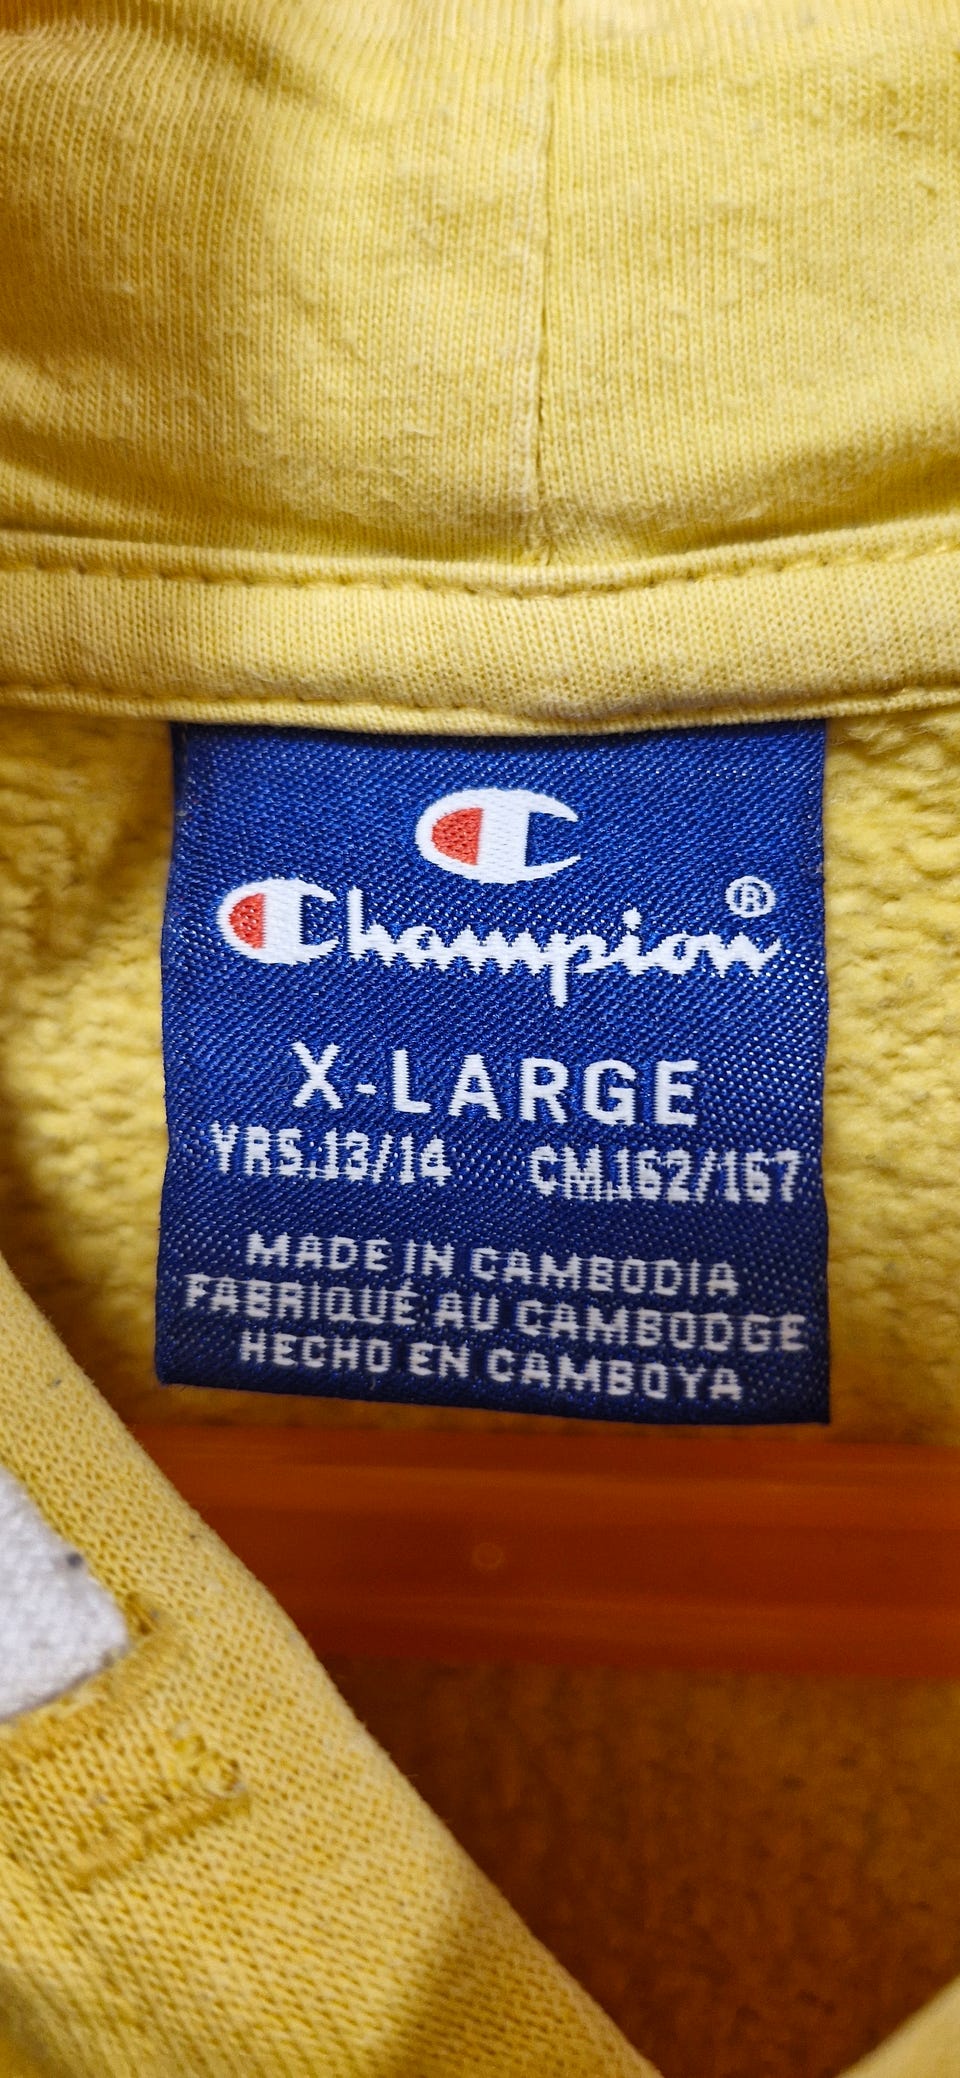 Champion®
X-LARGE
YRS.13/14 CM.162/167
MADE IN CAMBODIA
FABRIQUÉ AU CAMBODGE
HECHO EN CAMBOYA